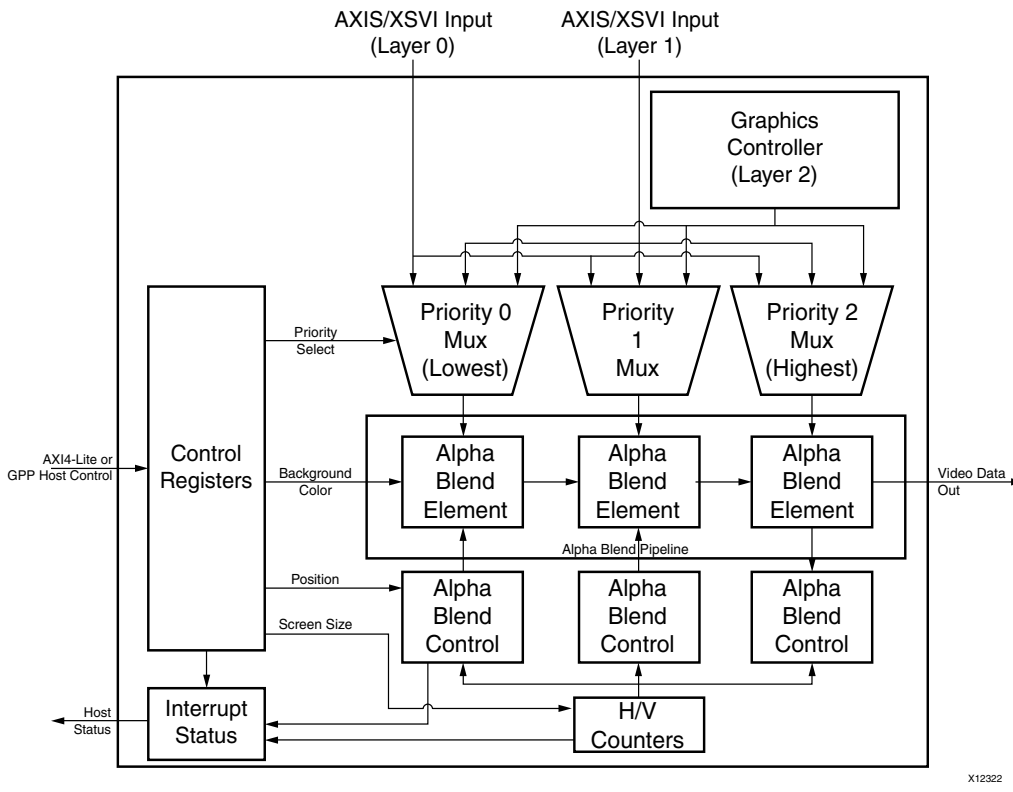 AXIS/XSVI Input
(Layer 0)
AXIS/XSVI Input
(Layer 1)
Graphics
Controller
(Layer 2)
Priority 0
Mux
(Lowest)
Priority
1
Mux
Priority 2
Mux
(Highest)
Priority
Select
Control
Registers
AXI4-Lite or
GPP Host Control
Background
Color
Alpha
Blend
Element
Alpha
Blend
Element
Alpha
Blend
Element
Video Data
Out
Alpha Blend Pipeline
Position
Screen Size
Alpha
Blend
Control
Alpha
Blend
Control
Alpha
Blend
Control
Host
Status
Interrupt
Status
H/V
Counters
X12322